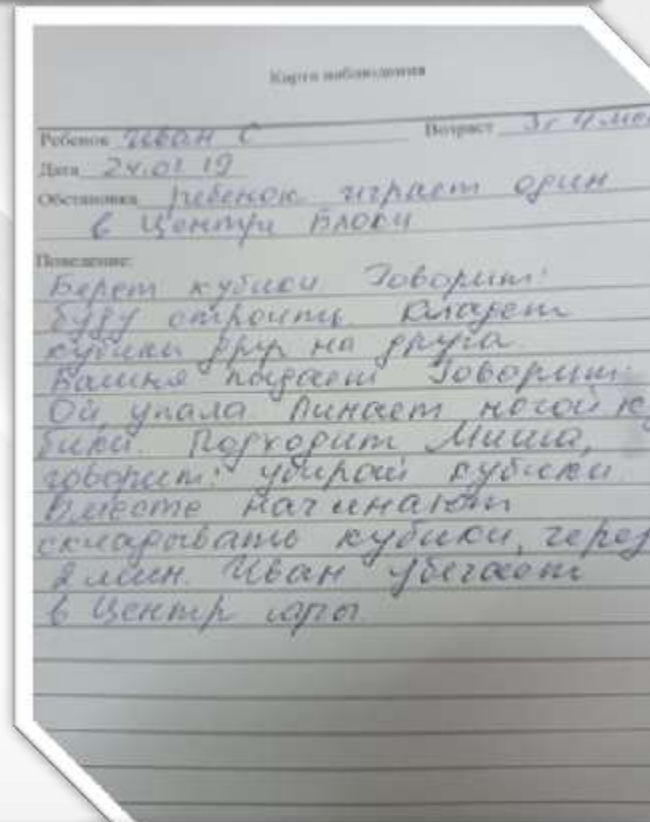 Карта наблюдения
Ребенок Иван С Возраст 3г 4 мес
Дата 24.01.19
Обстановка ребенок играет один
в Центре Блоки
Поведение:
Берет кубики Говорит:
буду строить. Кладет
кубики друг на друга.
Башня падает Говорит:
Ой, упала. Пинает ногой ку
бики. Подходит Миша,
говорит: убирай кубики
Вместе начинают
складывать кубики, через
2 мин. Иван убегает
в Центр игры